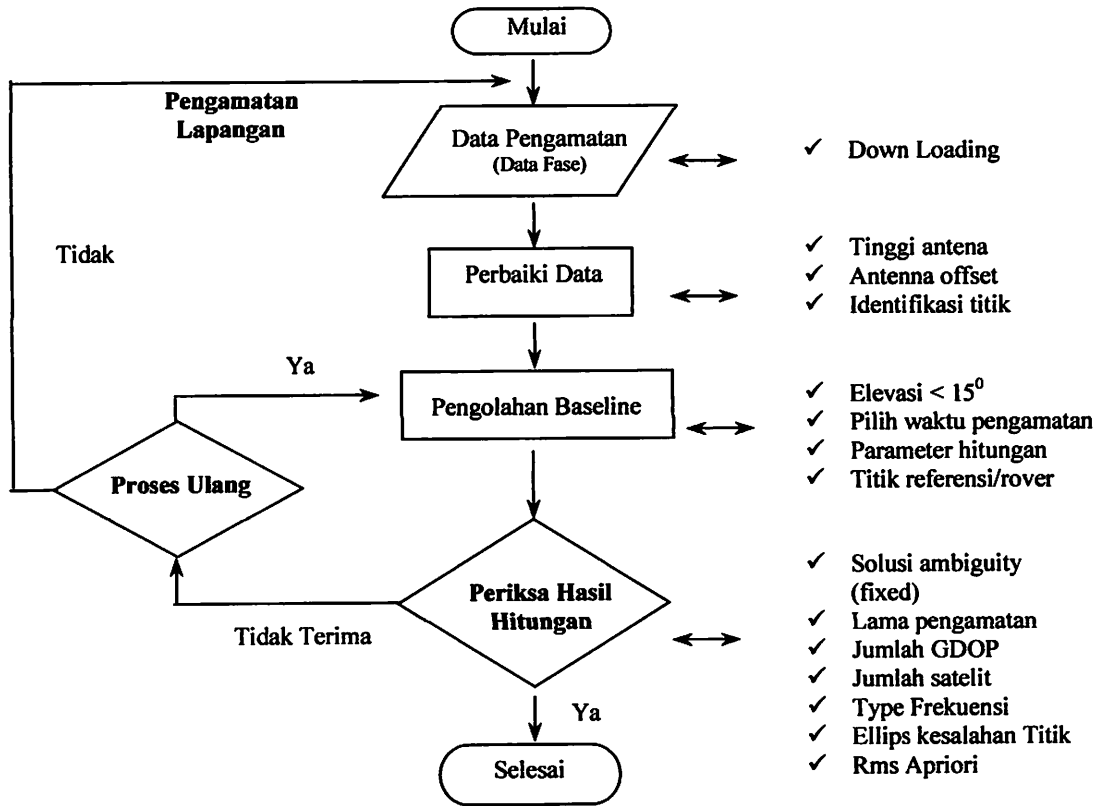 Mulai
Pengamatan
Lapangan
Data Pengamatan
(Data Fase)
✓ Down Loading
Tidak
Perbaiki Data
✓ Tinggi antena
✓ Antenna offset
✓ Identifikasi titik
Ya
Pengolahan Baseline
✓ Elevasi < 15⁰
✓ Pilih waktu pengamatan
✓ Parameter hitungan
✓ Titik referensi/rover
Proses Ulang
Periksa Hasil
Hitungan
Tidak Terima
✓ Solusi ambiguity
(fixed)
✓ Lama pengamatan
✓ Jumlah GDOP
✓ Jumlah satelit
✓ Type Frekuensi
✓ Ellips kesalahan Titik
✓ Rms Apriori
Ya
Selesai